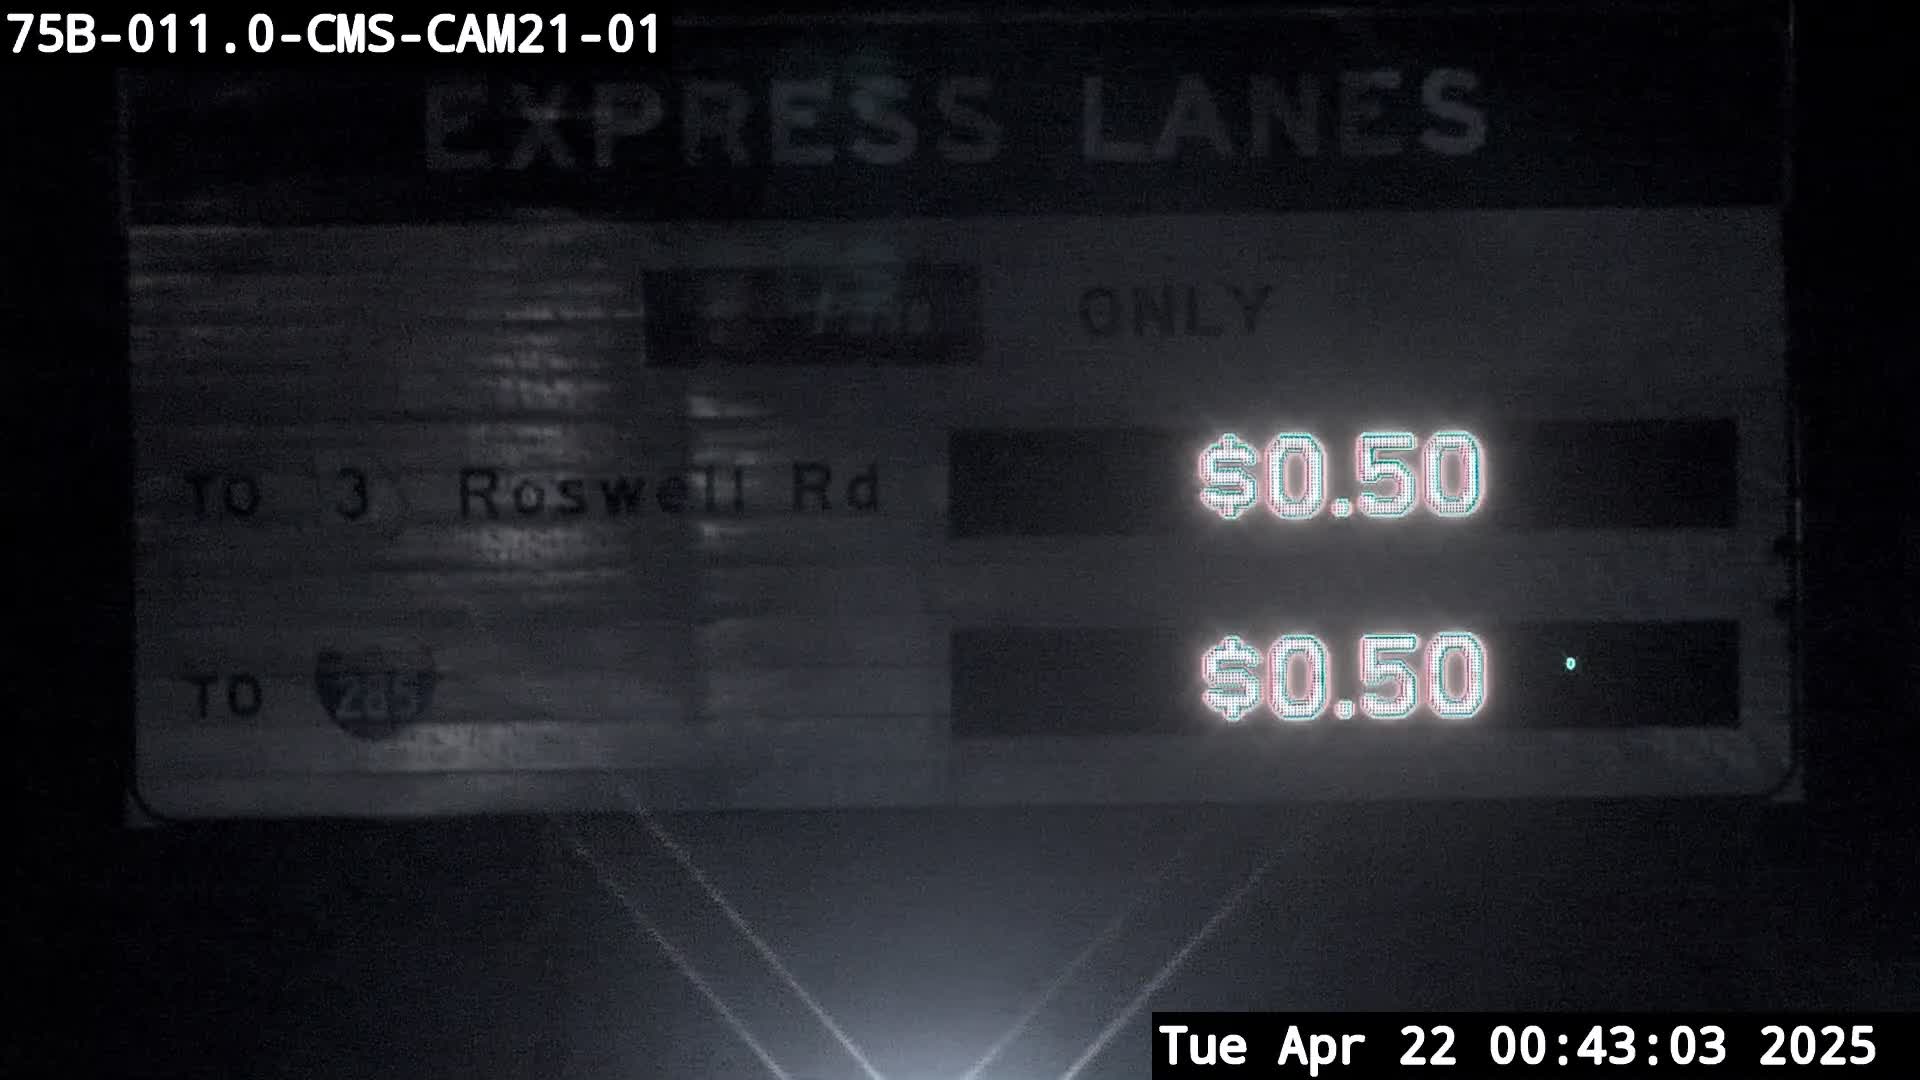 75B-011.0-CMS-CAM21-01
EXPRESS LANES
ONLY
TO 3 Roswell Rd $0.50
TO 285 $0.50
Tue Apr 22 00:43:03 2025